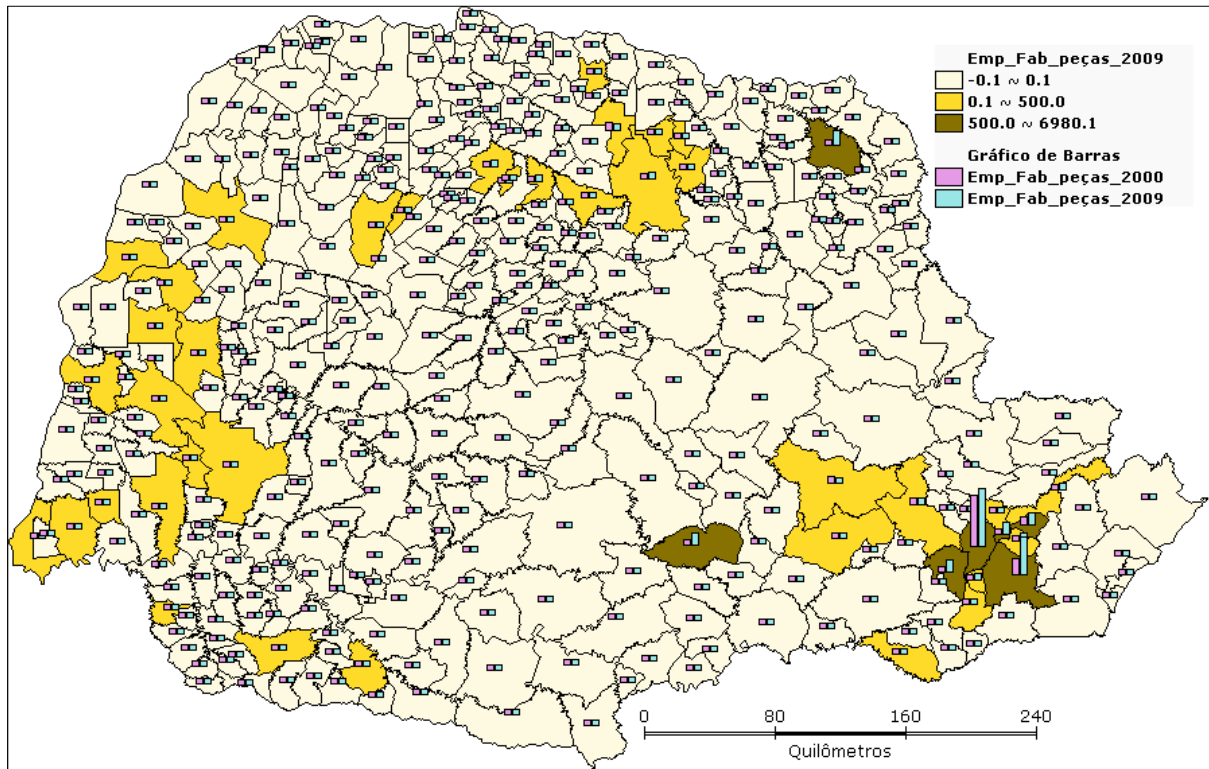 Emp_Fab_peças_2009
-0.1 ~ 0.1
0.1 ~ 500.0
500.0 ~ 6980.1
Gráfico de Barras
Emp_Fab_peças_2000
Emp_Fab_peças_2009
0 80 160 240
Quilômetros